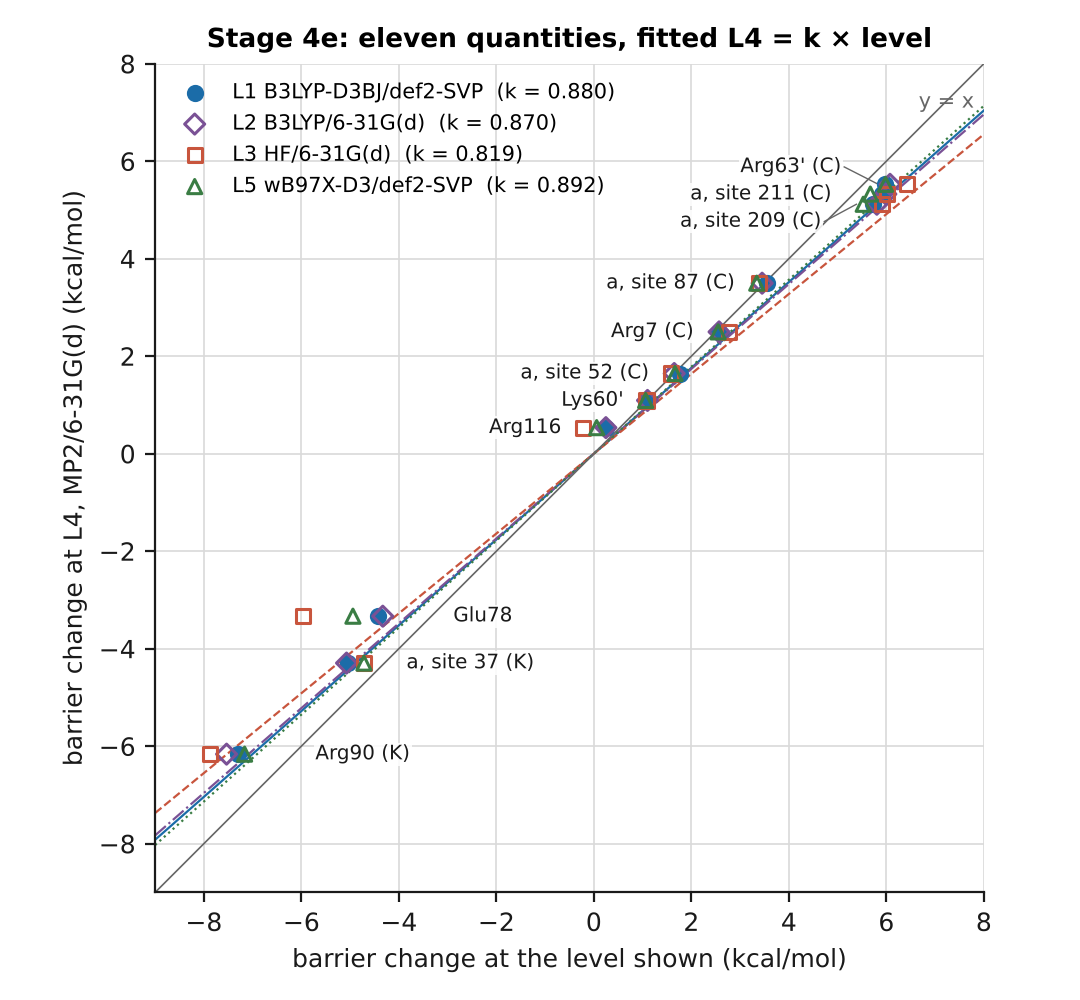 Stage 4e: eleven quantities, fitted L4 = k × level
L1 B3LYP-D3BJ/def2-SVP (k = 0.880)
L2 B3LYP/6-31G(d) (k = 0.870)
L3 HF/6-31G(d) (k = 0.819)
L5 wB97X-D3/def2-SVP (k = 0.892)
y = x
Arg63' (C)
a, site 211 (C)
a, site 209 (C)
a, site 87 (C)
Arg7 (C)
a, site 52 (C)
Lys60'
Arg116
Glu78
a, site 37 (K)
Arg90 (K)
8
6
4
2
0
−2
−4
−6
−8
barrier change at L4, MP2/6-31G(d) (kcal/mol)
−8 −6 −4 −2 0 2 4 6 8
barrier change at the level shown (kcal/mol)